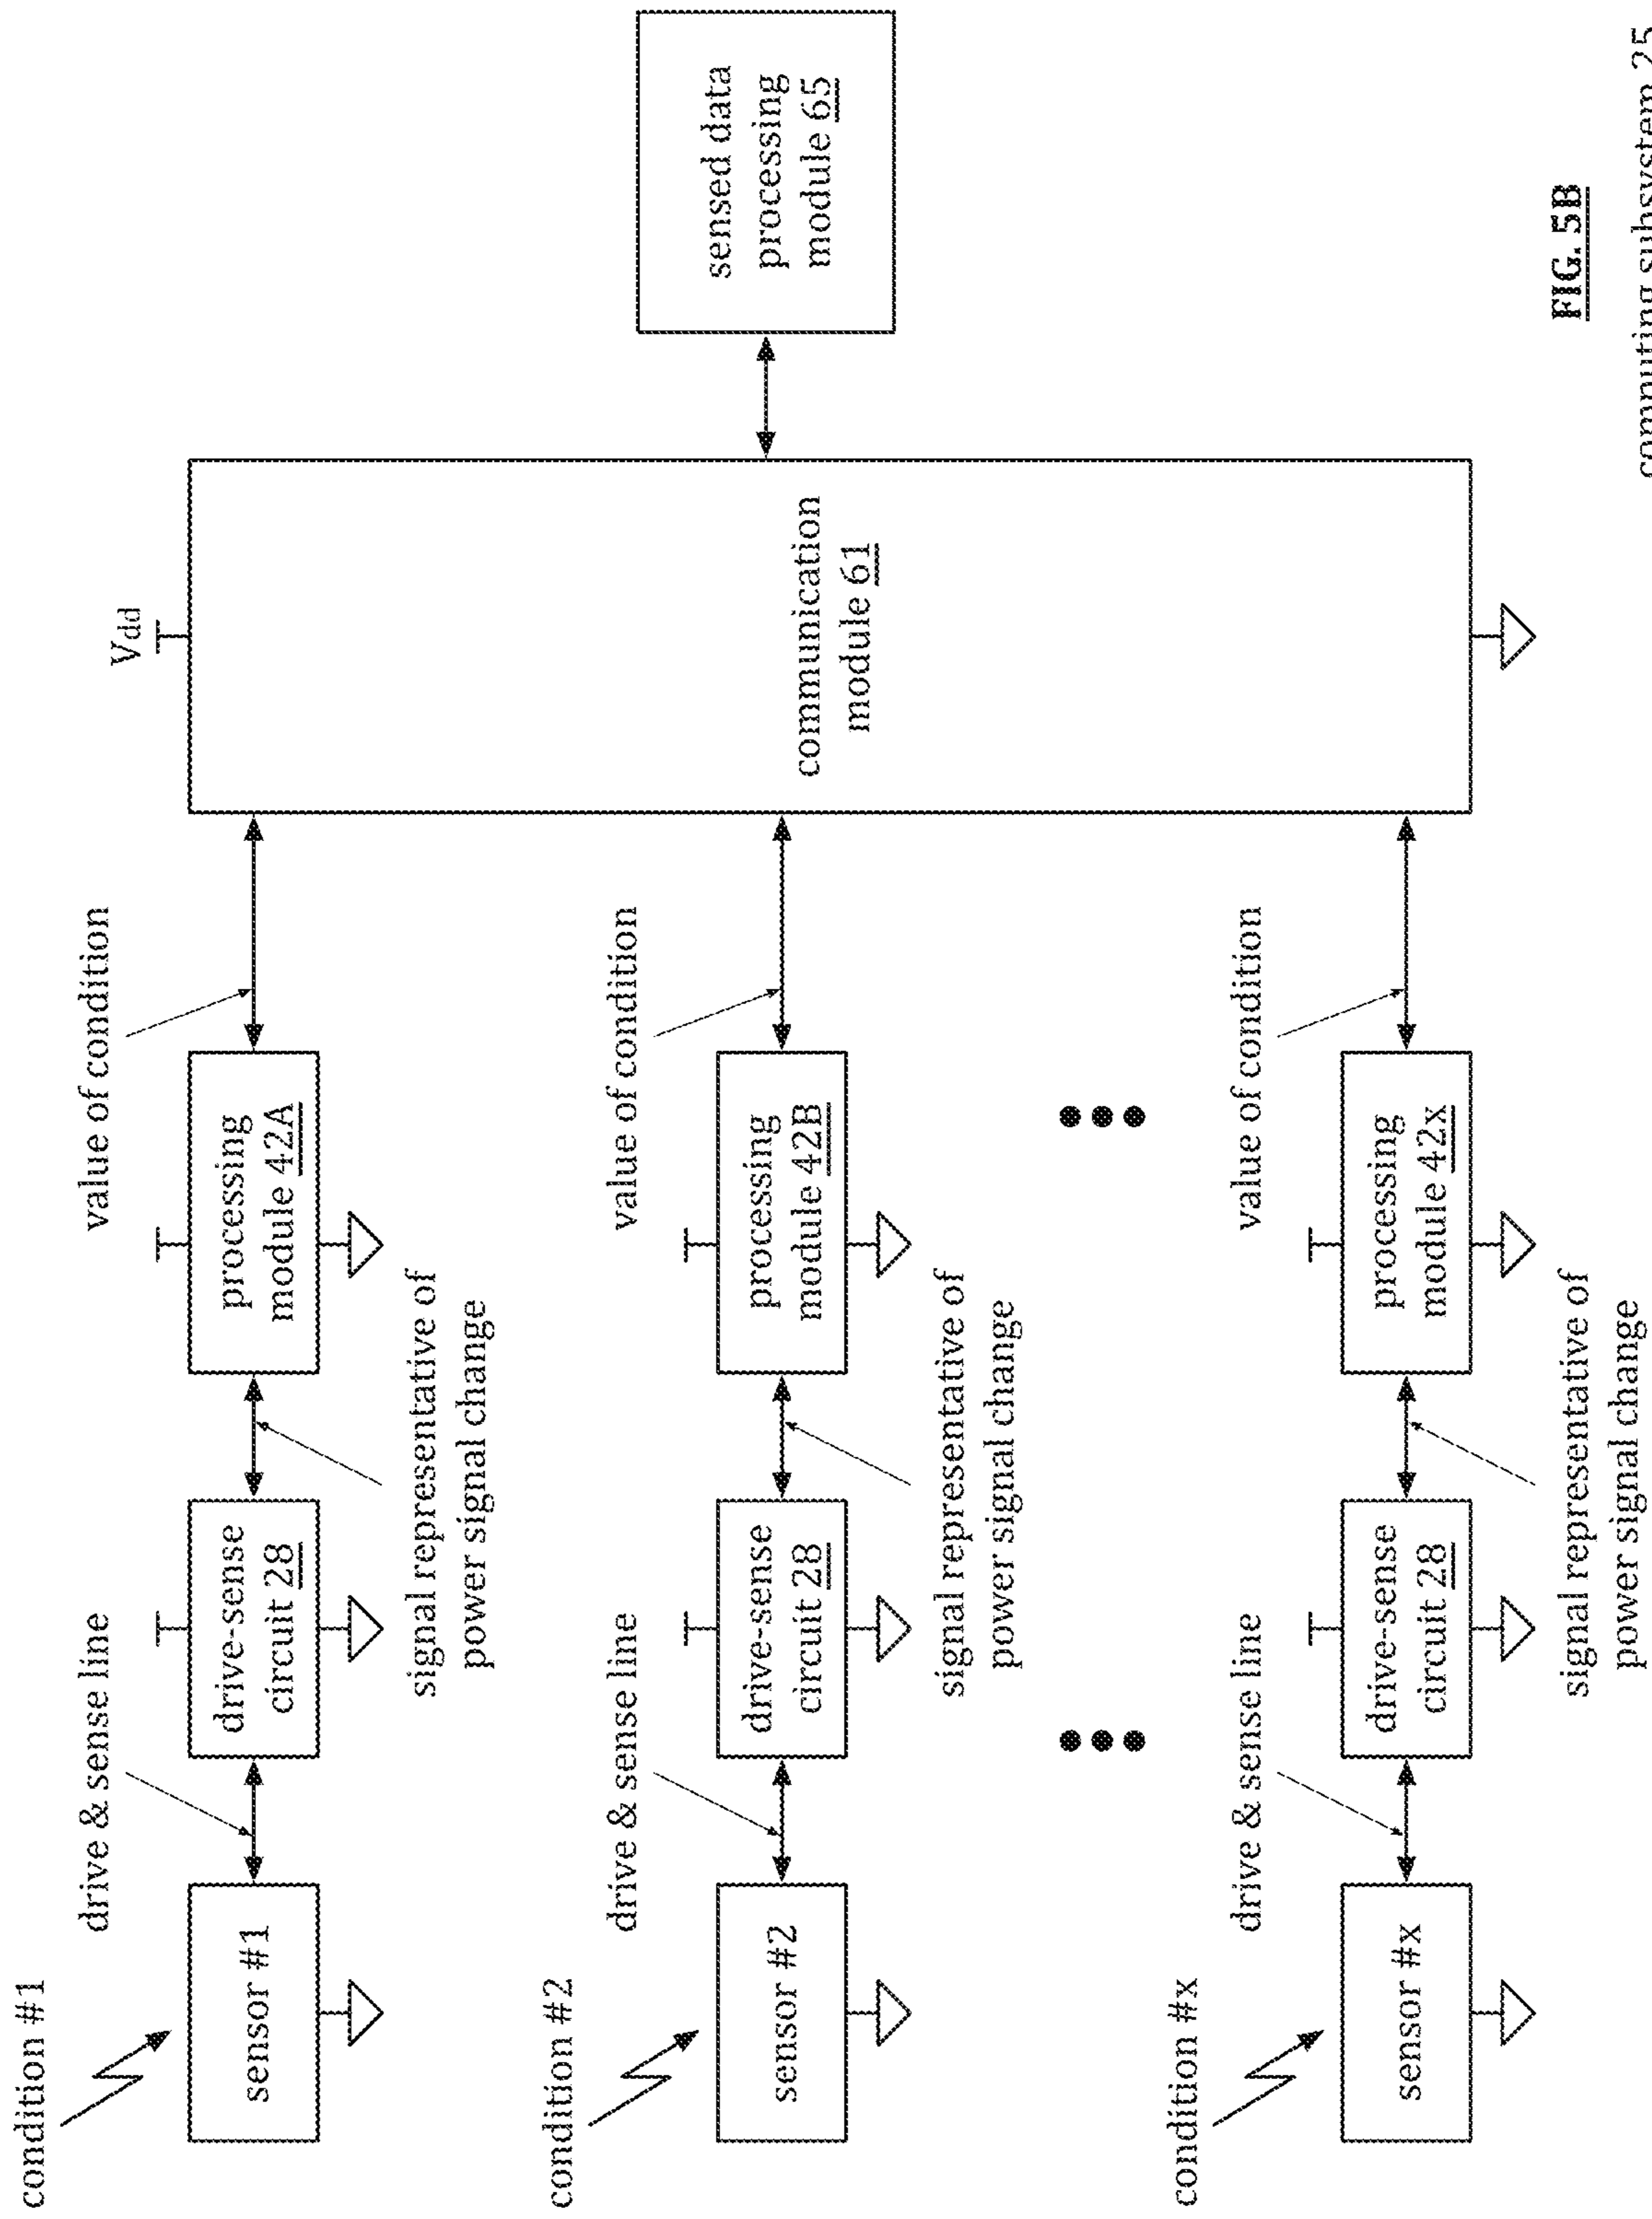 condition #1
drive & sense line
value of condition
Vdd
sensor #1
drive-sense
circuit 28
processing
module 42A
signal representative of
power signal change
condition #2
drive & sense line
value of condition
sensor #2
drive-sense
circuit 28
processing
module 42B
signal representative of
power signal change
communication
module 61
sensed data
processing
module 65
condition #x
drive & sense line
value of condition
sensor #x
drive-sense
circuit 28
processing
module 42x
signal representative of
power signal change
FIG. 5B
computing subsystem 25